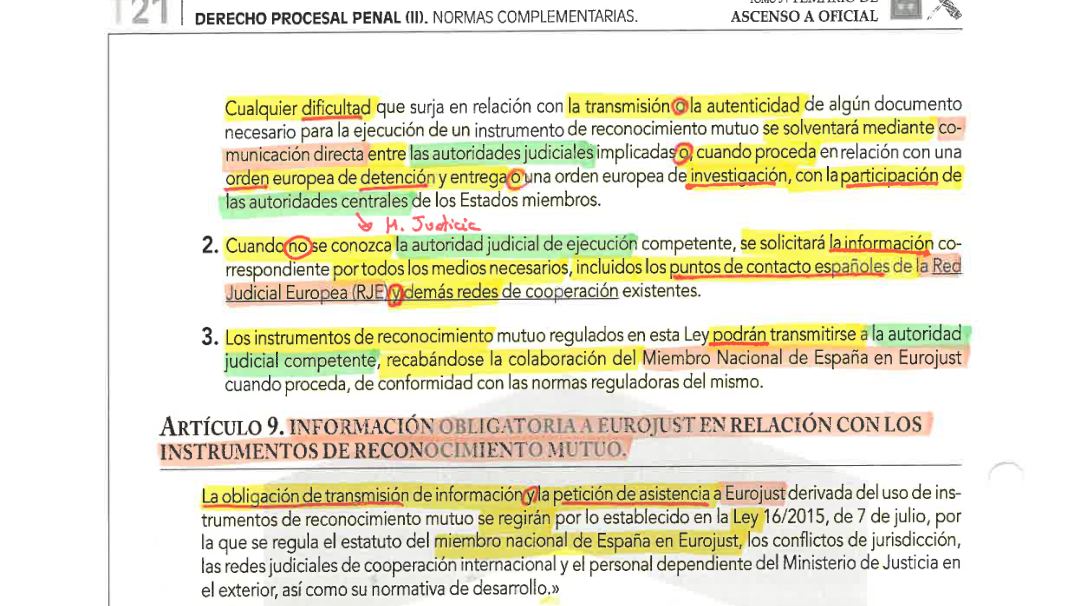 T21
DERECHO PROCESAL PENAL (II). NORMAS COMPLEMENTARIAS.
TEMARIO DE
ASCENSO A OFICIAL
Cualquier dificultad que surja en relación con la transmisión o la autenticidad de algún documento
necesario para la ejecución de un instrumento de reconocimiento mutuo se solventará mediante co-
municación directa entre las autoridades judiciales implicadas o, cuando proceda en relación con una
orden europea de detención y entrega o una orden europea de investigación, con la participación de
las autoridades centrales de los Estados miembros.
M. Justicia
2. Cuando no se conozca la autoridad judicial de ejecución competente, se solicitará la información co-
rrespondiente por todos los medios necesarios, incluidos los puntos de contacto españoles de la Red
Judicial Europea (RJE) y demás redes de cooperación existentes.
3. Los instrumentos de reconocimiento mutuo regulados en esta Ley podrán transmitirse a la autoridad
judicial competente, recabándose la colaboración del Miembro Nacional de España en Eurojust
cuando proceda, de conformidad con las normas reguladoras del mismo.
ARTÍCULO 9. INFORMACIÓN OBLIGATORIA A EUROJUST EN RELACIÓN CON LOS
INSTRUMENTOS DE RECONOCIMIENTO MUTUO.
La obligación de transmisión de información y la petición de asistencia a Eurojust derivada del uso de ins-
trumentos de reconocimiento mutuo se regirán por lo establecido en la Ley 16/2015, de 7 de julio, por
la que se regula el estatuto del miembro nacional de España en Eurojust, los conflictos de jurisdicción,
las redes judiciales de cooperación internacional y el personal dependiente del Ministerio de Justicia en
el exterior, así como su normativa de desarrollo.»